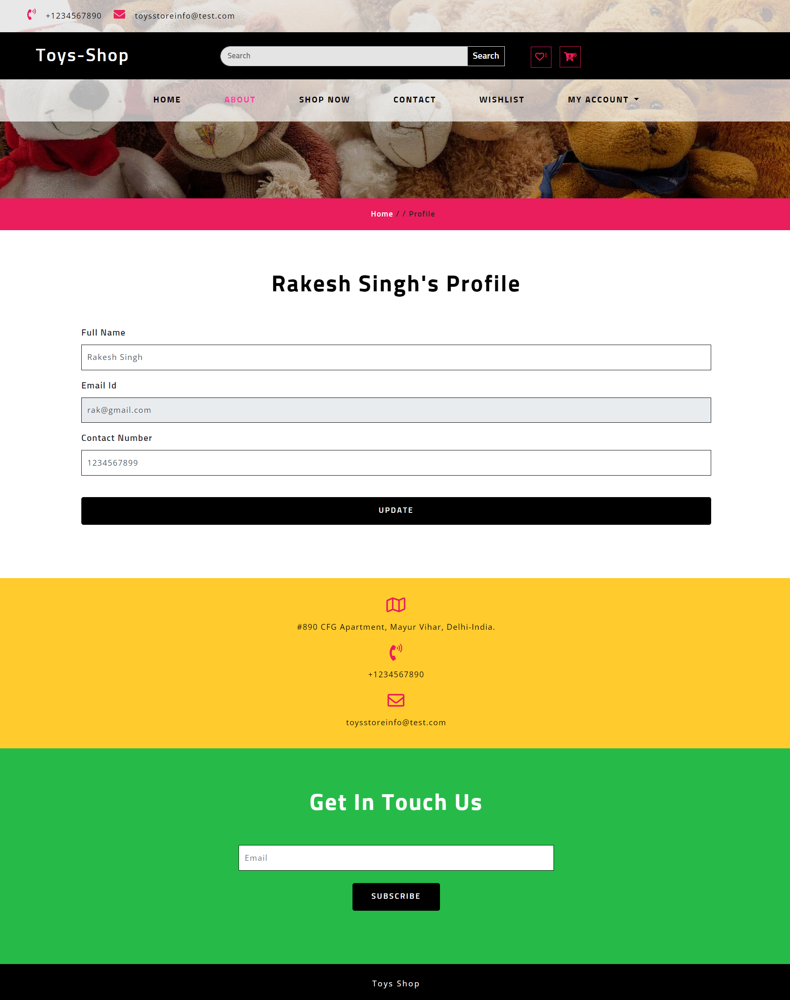 +1234567890 toysstoreinfo@test.com
Toys-Shop Search Search 1 0
HOME ABOUT SHOP NOW CONTACT WISHLIST MY ACCOUNT
Home / / Profile
Rakesh Singh's Profile
Full Name
Rakesh Singh
Email Id
rak@gmail.com
Contact Number
1234567899
UPDATE
#890 CFG Apartment, Mayur Vihar, Delhi-India.
+1234567890
toysstoreinfo@test.com
Get In Touch Us
Email
SUBSCRIBE
Toys Shop